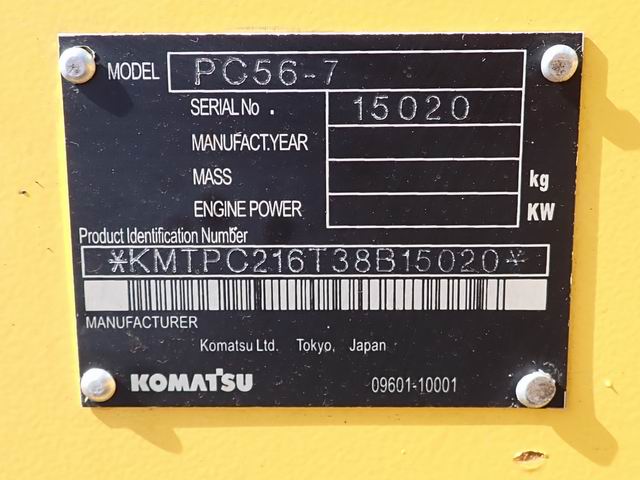 MODEL PC56-7
SERIAL No. 15020
MANUFACT.YEAR
MASS kg
ENGINE POWER KW
Product Identification Number
*KMTPC216T38B15020*
MANUFACTURER
Komatsu Ltd. Tokyo, Japan
KOMATSU 09601-10001